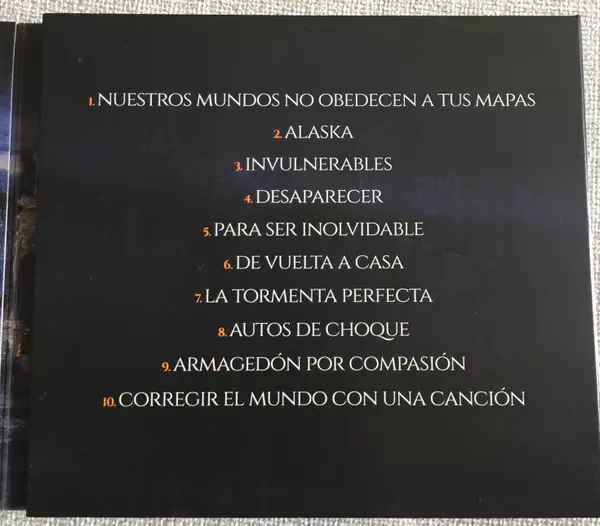 1. NUESTROS MUNDOS NO OBEDECEN A TUS MAPAS
2. ALASKA
3. INVULNERABLES
4. DESAPARECER
5. PARA SER INOLVIDABLE
6. DE VUELTA A CASA
7. LA TORMENTA PERFECTA
8. AUTOS DE CHOQUE
9. ARMAGEDÓN POR COMPASIÓN
10. CORREGIR EL MUNDO CON UNA CANCIÓN